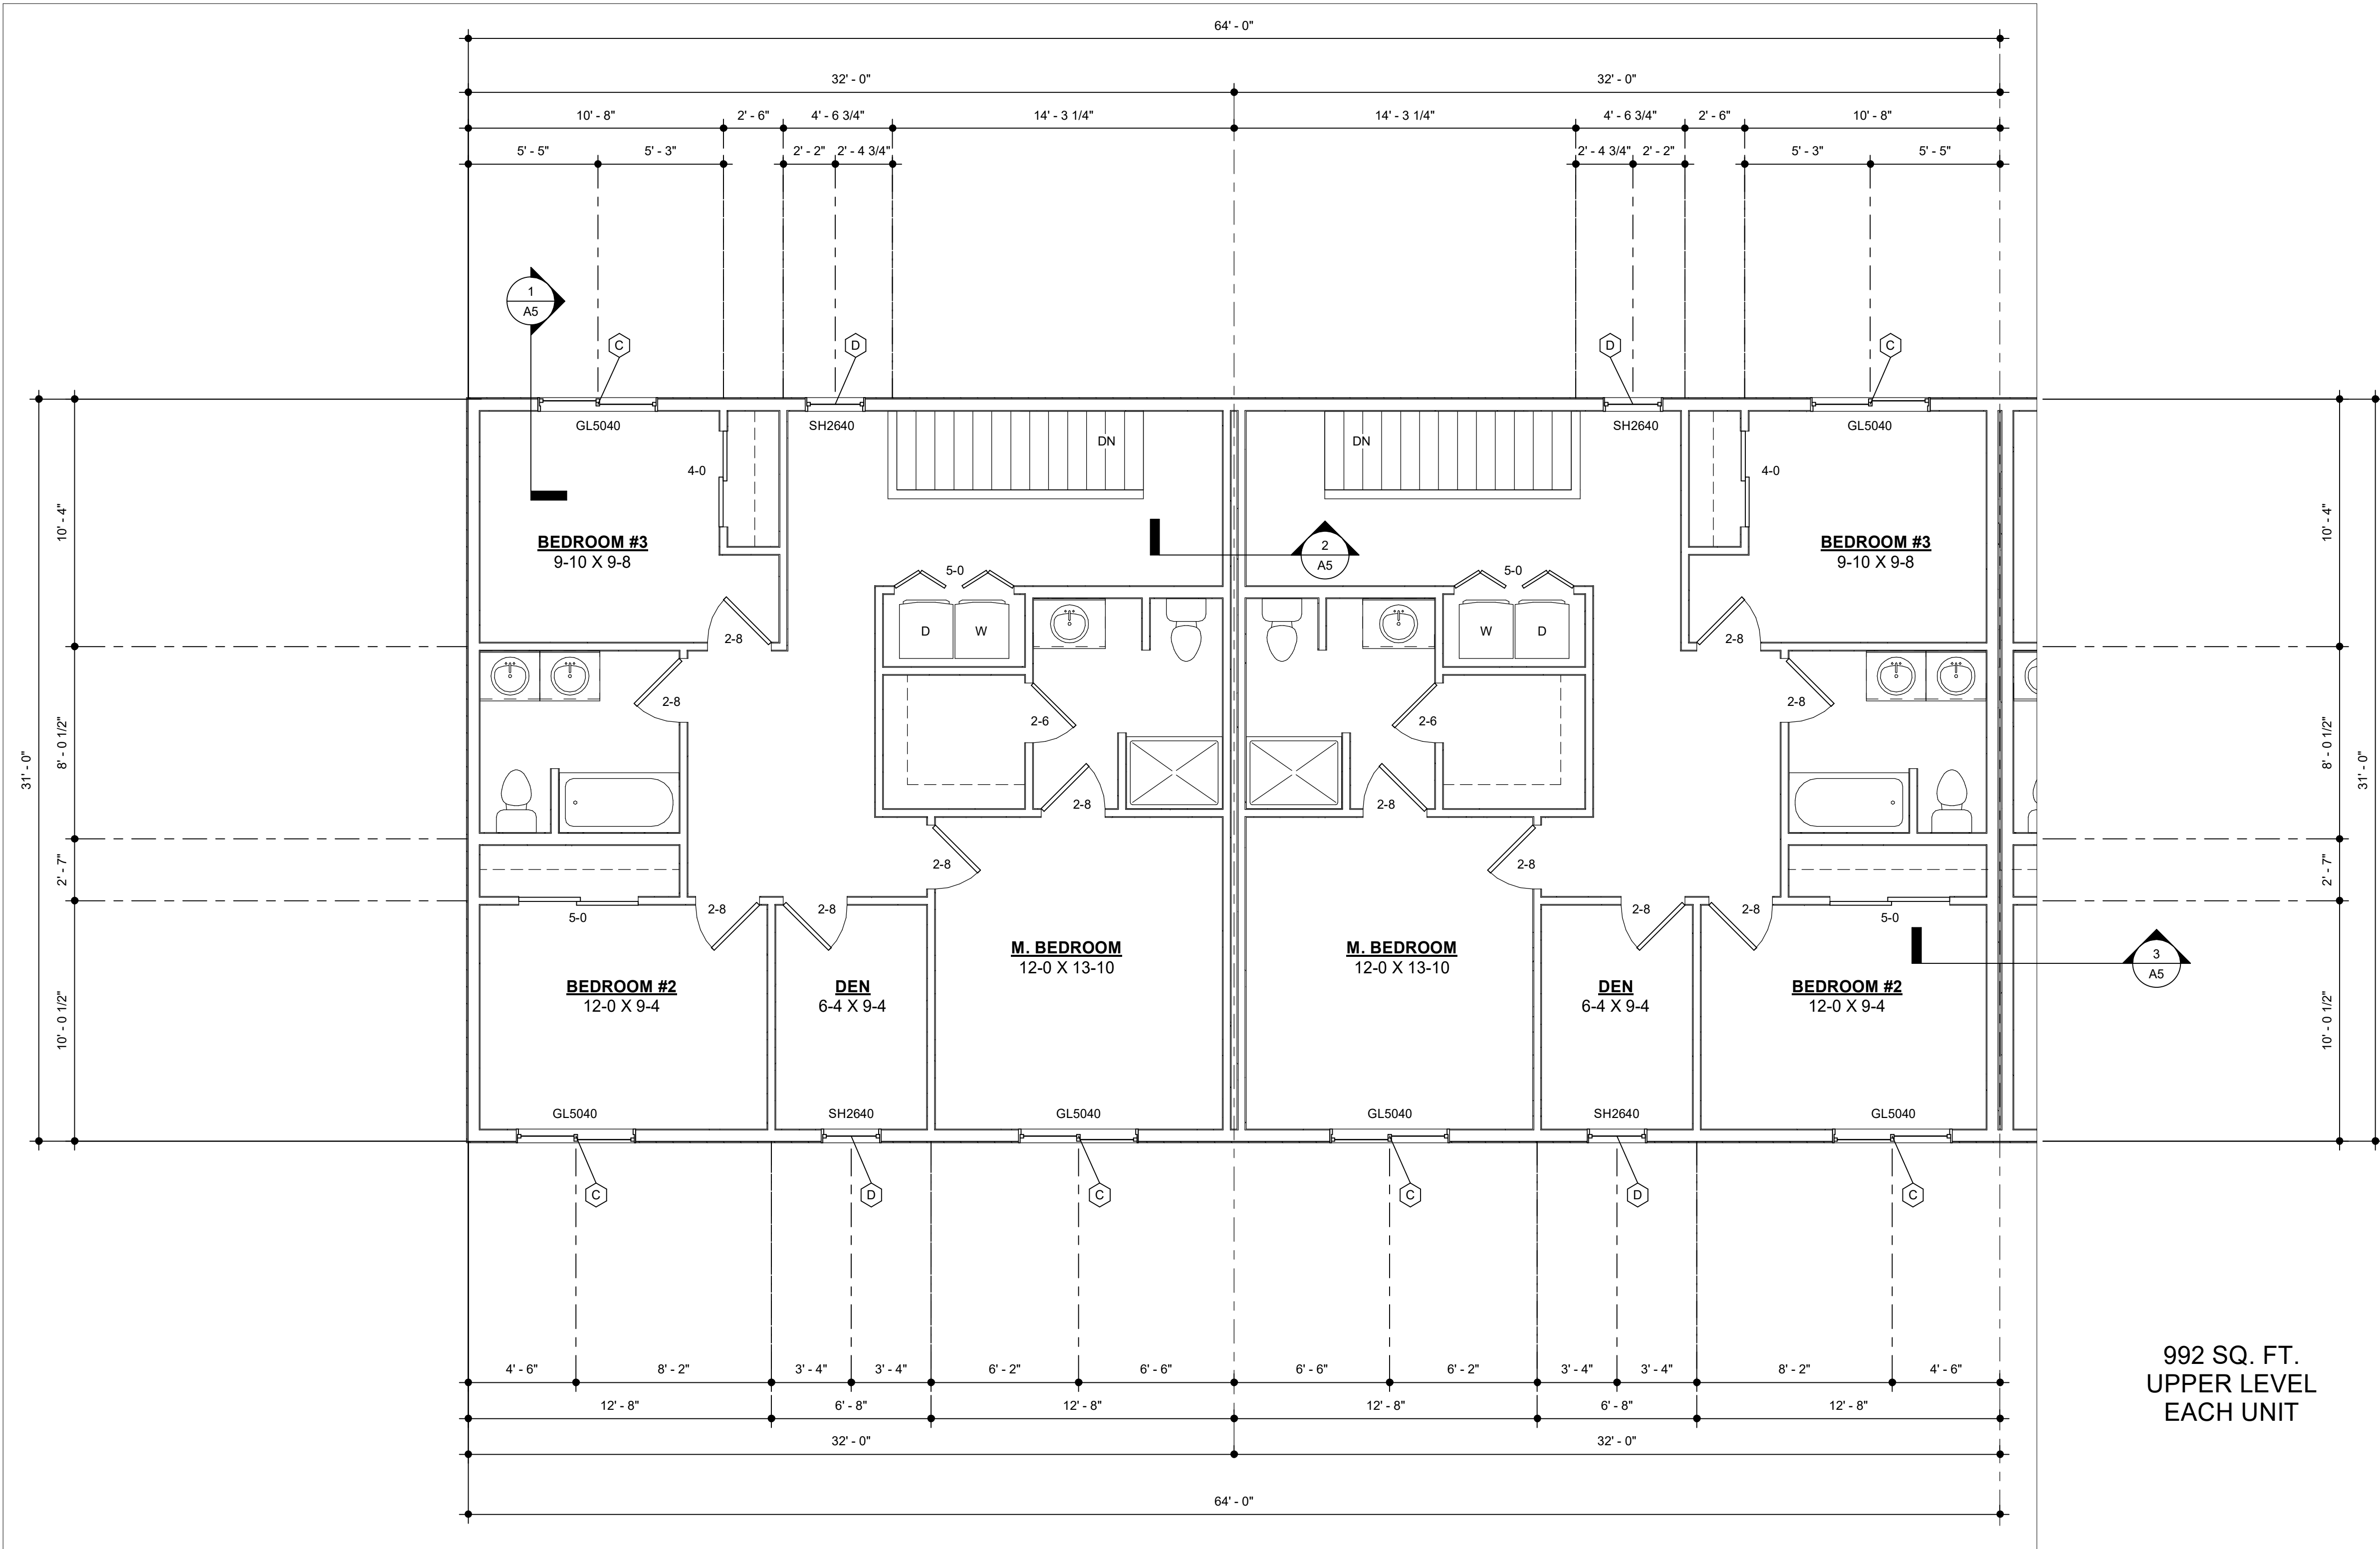 64' - 0"
32' - 0"
32' - 0"
10' - 8"
2' - 6"
4' - 6 3/4"
14' - 3 1/4"
14' - 3 1/4"
4' - 6 3/4"
2' - 6"
10' - 8"
5' - 5"
5' - 3"
2' - 2"
2' - 4 3/4"
2' - 4 3/4"
2' - 2"
5' - 3"
5' - 5"
1
A5
C
D
D
C
GL5040
SH2640
SH2640
GL5040
DN
DN
4-0
4-0
31' - 0"
10' - 4"
8' - 0 1/2"
2' - 7"
10' - 0 1/2"
10' - 4"
8' - 0 1/2"
2' - 7"
10' - 0 1/2"
31' - 0"
BEDROOM #3
9-10 X 9-8
2
A5
BEDROOM #3
9-10 X 9-8
5-0
5-0
D
W
W
D
2-8
2-8
2-8
2-6
2-6
2-8
2-8
2-8
2-8
2-8
5-0
2-8
2-8
2-8
2-8
5-0
M. BEDROOM
12-0 X 13-10
M. BEDROOM
12-0 X 13-10
3
A5
BEDROOM #2
12-0 X 9-4
DEN
6-4 X 9-4
DEN
6-4 X 9-4
BEDROOM #2
12-0 X 9-4
GL5040
SH2640
GL5040
GL5040
SH2640
GL5040
C
D
C
C
D
C
4' - 6"
8' - 2"
3' - 4"
3' - 4"
6' - 2"
6' - 6"
6' - 6"
6' - 2"
3' - 4"
3' - 4"
8' - 2"
4' - 6"
12' - 8"
6' - 8"
12' - 8"
12' - 8"
6' - 8"
12' - 8"
32' - 0"
32' - 0"
64' - 0"
992 SQ. FT.
UPPER LEVEL
EACH UNIT